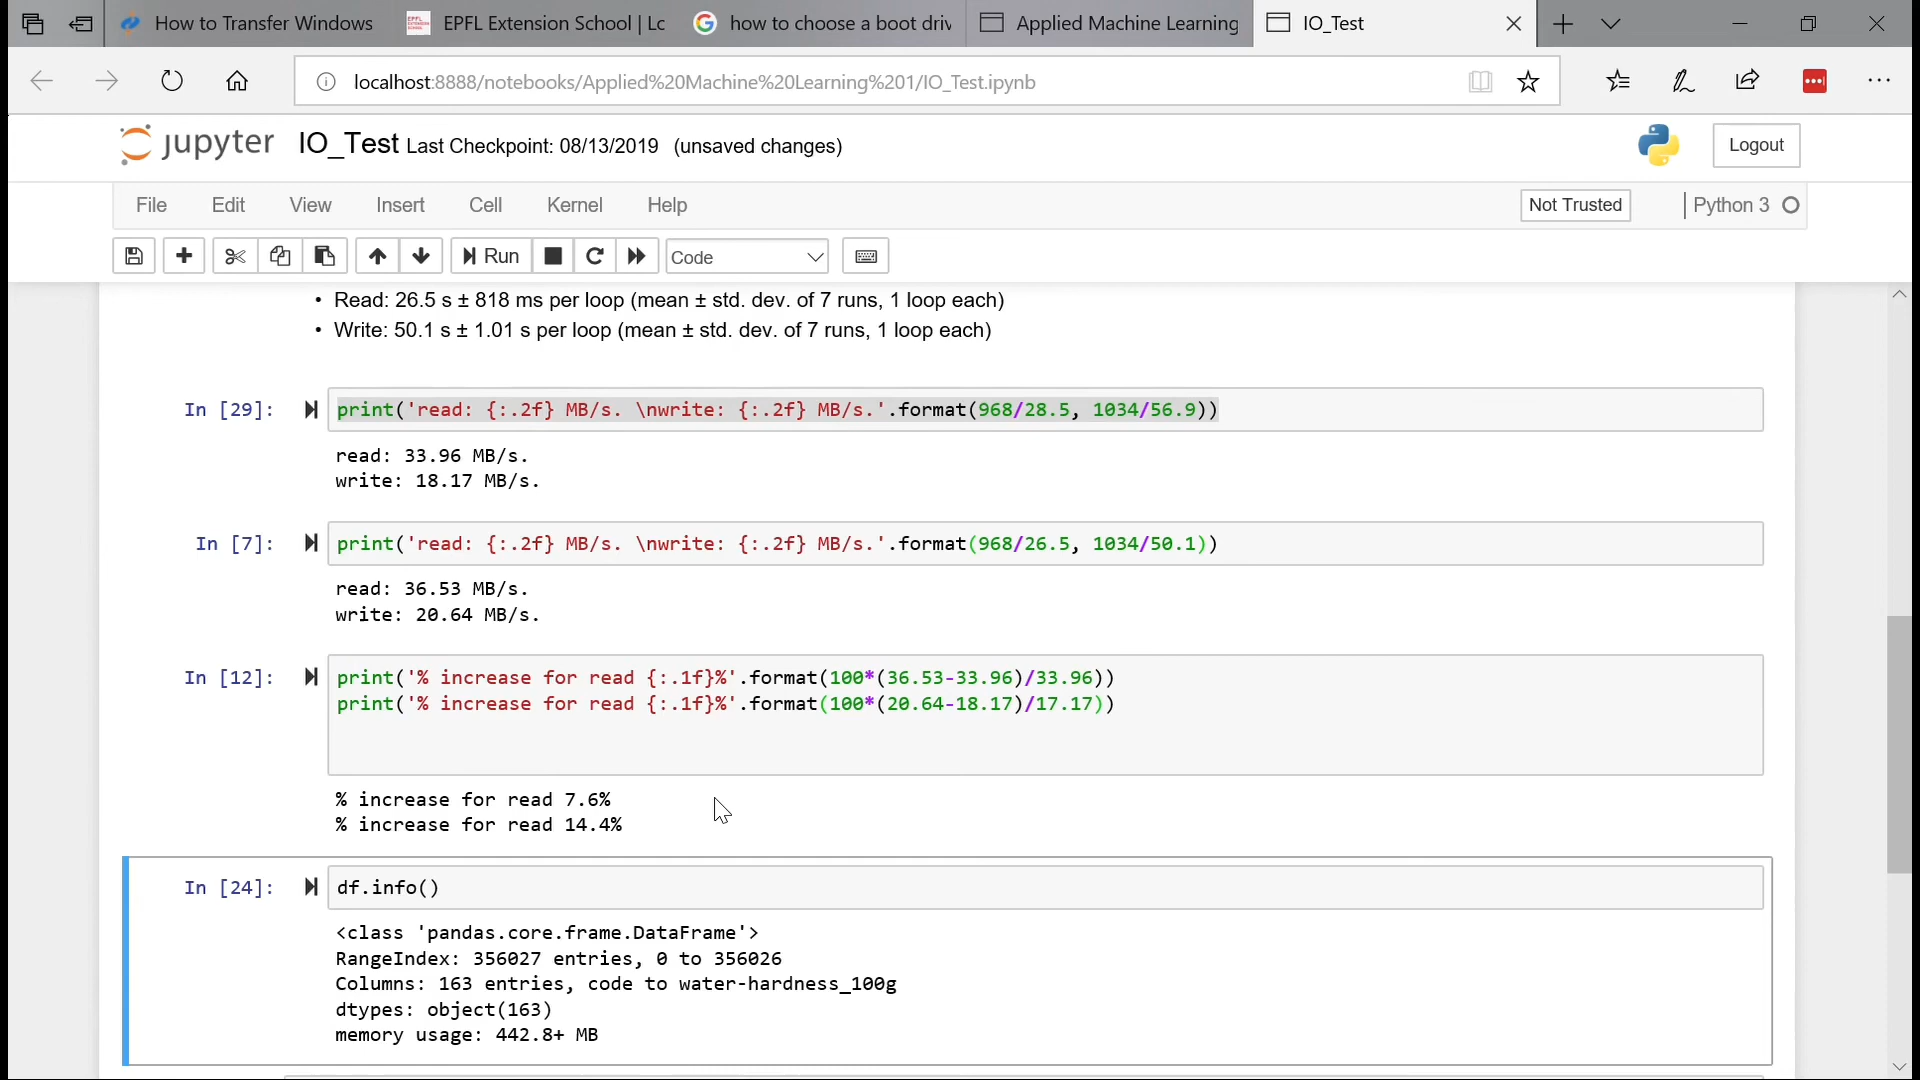 How to Transfer Windows
EPFL Extension School | Lc
how to choose a boot driv
Applied Machine Learning
IO_Test
localhost:8888/notebooks/Applied%20Machine%20Learning%201/IO_Test.ipynb
jupyter IO_Test Last Checkpoint: 08/13/2019 (unsaved changes)
Logout
File Edit View Insert Cell Kernel Help
Not Trusted
Python 3
Run
Code
• Read: 26.5 s ± 818 ms per loop (mean ± std. dev. of 7 runs, 1 loop each)
• Write: 50.1 s ± 1.01 s per loop (mean ± std. dev. of 7 runs, 1 loop each)
In [29]: print('read: {:.2f} MB/s. \nwrite: {:.2f} MB/s.'.format(968/28.5, 1034/56.9))
read: 33.96 MB/s.
write: 18.17 MB/s.
In [7]: print('read: {:.2f} MB/s. \nwrite: {:.2f} MB/s.'.format(968/26.5, 1034/50.1))
read: 36.53 MB/s.
write: 20.64 MB/s.
In [12]: print('% increase for read {:.1f}%'.format(100*(36.53-33.96)/33.96))
print('% increase for read {:.1f}%'.format(100*(20.64-18.17)/17.17))
% increase for read 7.6%
% increase for read 14.4%
In [24]: df.info()
<class 'pandas.core.frame.DataFrame'>
RangeIndex: 356027 entries, 0 to 356026
Columns: 163 entries, code to water-hardness_100g
dtypes: object(163)
memory usage: 442.8+ MB